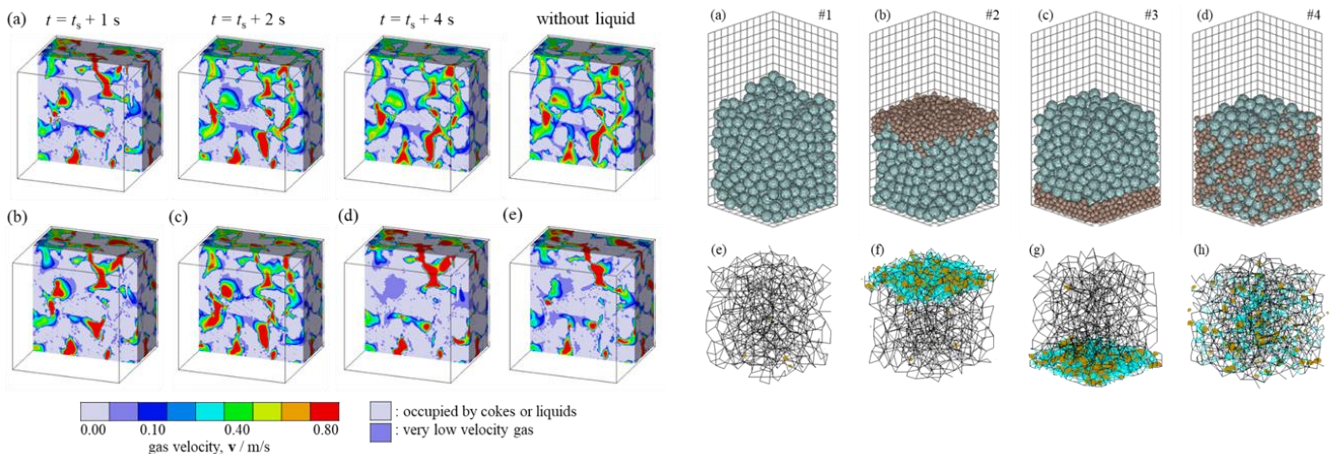 (a) t = tₛ + 1 s t = tₛ + 2 s t = tₛ + 4 s without liquid
(b) (c) (d) (e)
0.00 0.10 0.40 0.80
gas velocity, v / m/s
: occupied by cokes or liquids
: very low velocity gas
(a) #1 (b) #2 (c) #3 (d) #4
(e) (f) (g) (h)